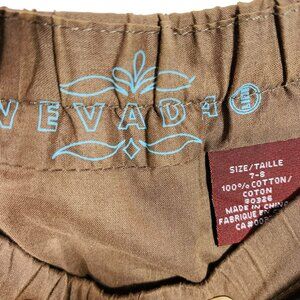 NEVADA
SIZE/TAILLE
7-8
100% COTTON/
COTON
MADE IN CHINA
FABRIQUE EN